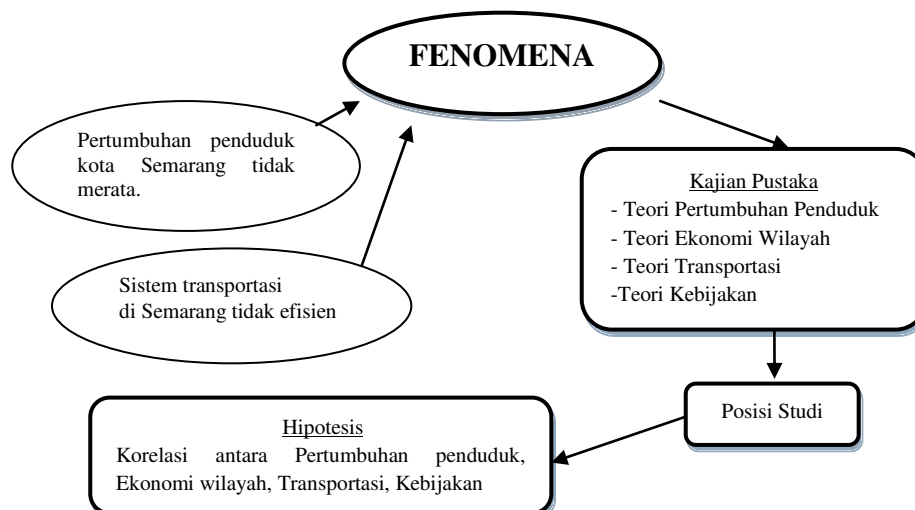 FENOMENA
Pertumbuhan penduduk
kota Semarang tidak
merata.
Sistem transportasi
di Semarang tidak efisien
Kajian Pustaka
- Teori Pertumbuhan Penduduk
- Teori Ekonomi Wilayah
- Teori Transportasi
-Teori Kebijakan
Posisi Studi
Hipotesis
Korelasi antara Pertumbuhan penduduk,
Ekonomi wilayah, Transportasi, Kebijakan